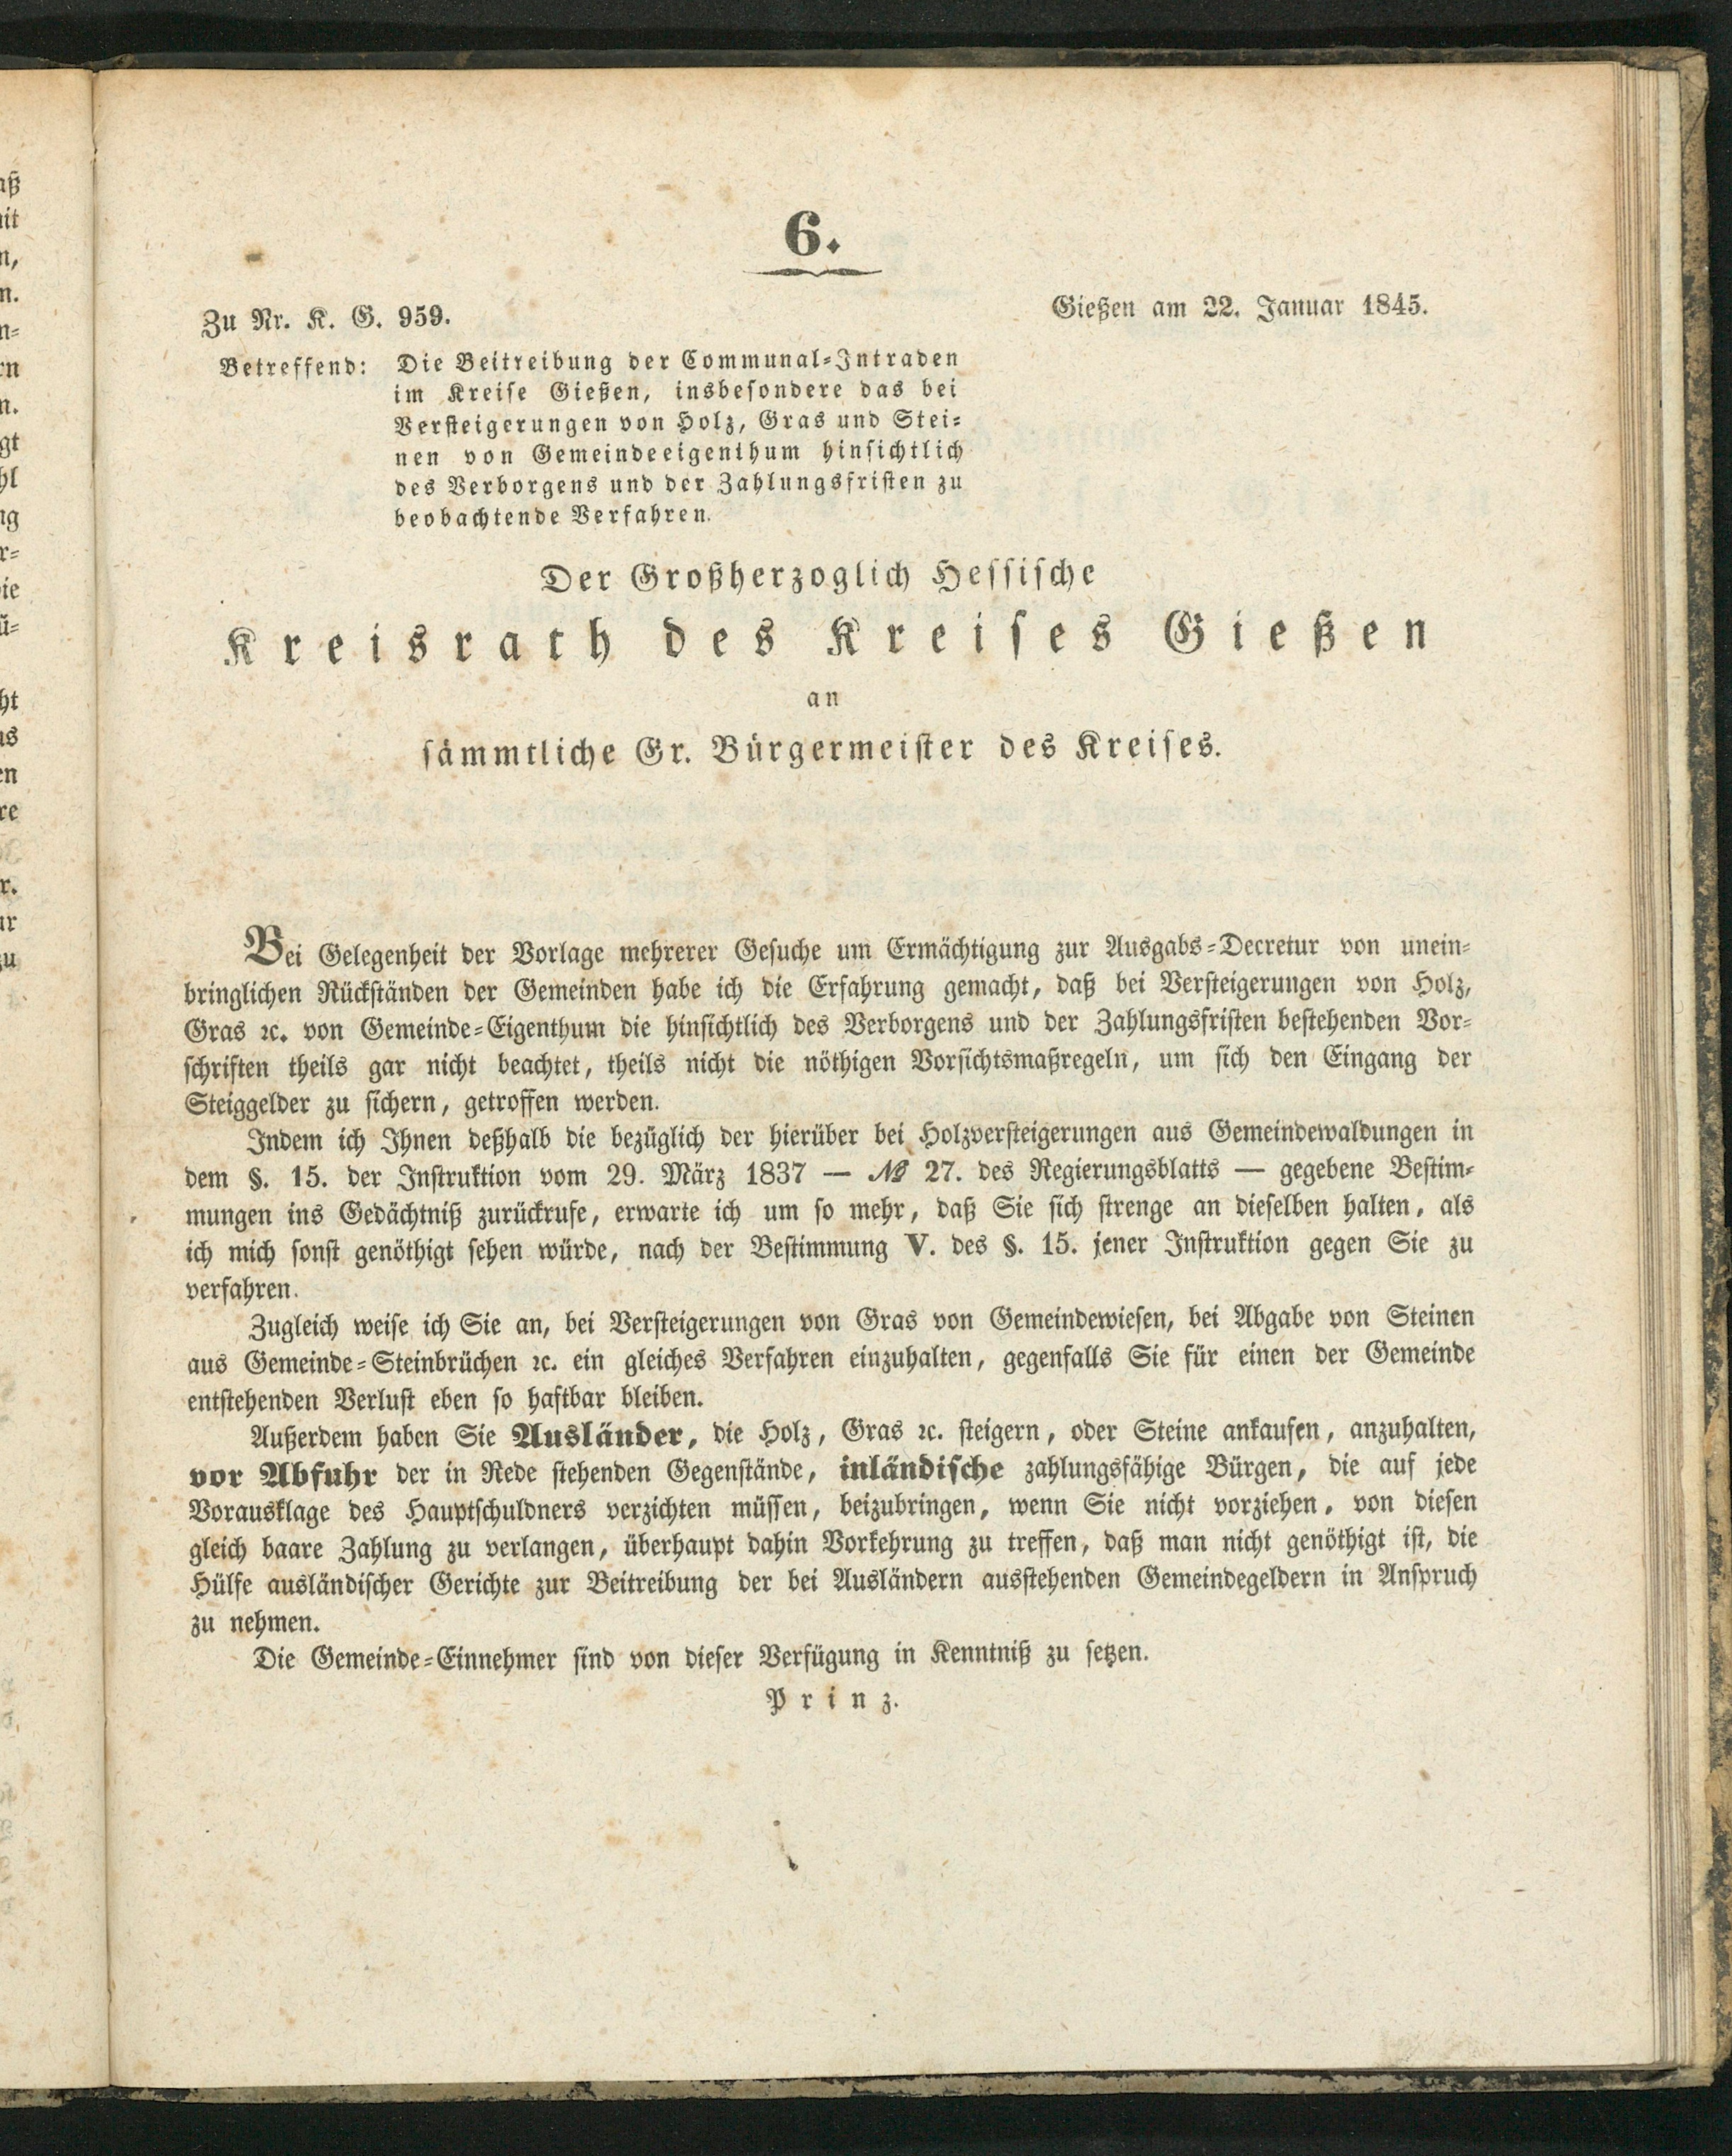 6.
Zu Nr. K. G. 959.
Gießen am 22. Januar 1845.
Betreffend: Die Beitreibung der Communal-Intraden
im Kreise Gießen, insbesondere das bei
Versteigerungen von Holz, Gras und Stei-
nen von Gemeindeeigenthum hinsichtlich
des Verborgens und der Zahlungsfristen zu
beobachtende Verfahren.
Der Großherzoglich Hessische
Kreisrath des Kreises Gießen
an
sämmtliche Gr. Bürgermeister des Kreises.
Bei Gelegenheit der Vorlage mehrerer Gesuche um Ermächtigung zur Ausgabs-Decretur von unein-
bringlichen Rückständen der Gemeinden habe ich die Erfahrung gemacht, daß bei Versteigerungen von Holz,
Gras ꝛc. von Gemeinde-Eigenthum die hinsichtlich des Verborgens und der Zahlungsfristen bestehenden Vor-
schriften theils gar nicht beachtet, theils nicht die nöthigen Vorsichtsmaßregeln, um sich den Eingang der
Steiggelder zu sichern, getroffen werden.
Indem ich Ihnen deßhalb die bezüglich der hierüber bei Holzversteigerungen aus Gemeindewaldungen in
dem §. 15. der Instruktion vom 29. März 1837 — № 27. des Regierungsblatts — gegebene Bestim-
mungen ins Gedächtniß zurückrufe, erwarte ich um so mehr, daß Sie sich strenge an dieselben halten, als
ich mich sonst genöthigt sehen würde, nach der Bestimmung V. des §. 15. jener Instruktion gegen Sie zu
verfahren.
Zugleich weise ich Sie an, bei Versteigerungen von Gras von Gemeindewiesen, bei Abgabe von Steinen
aus Gemeinde-Steinbrüchen ꝛc. ein gleiches Verfahren einzuhalten, gegenfalls Sie für einen der Gemeinde
entstehenden Verlust eben so haftbar bleiben.
Außerdem haben Sie Ausländer, die Holz, Gras ꝛc. steigern, oder Steine ankaufen, anzuhalten,
vor Abfuhr der in Rede stehenden Gegenstände, inländische zahlungsfähige Bürgen, die auf jede
Vorausklage des Hauptschuldners verzichten müssen, beizubringen, wenn Sie nicht vorziehen, von diesen
gleich baare Zahlung zu verlangen, überhaupt dahin Vorkehrung zu treffen, daß man nicht genöthigt ist, die
Hülfe ausländischer Gerichte zur Beitreibung der bei Ausländern ausstehenden Gemeindegeldern in Anspruch
zu nehmen.
Die Gemeinde-Einnehmer sind von dieser Verfügung in Kenntniß zu setzen.
Prinz.